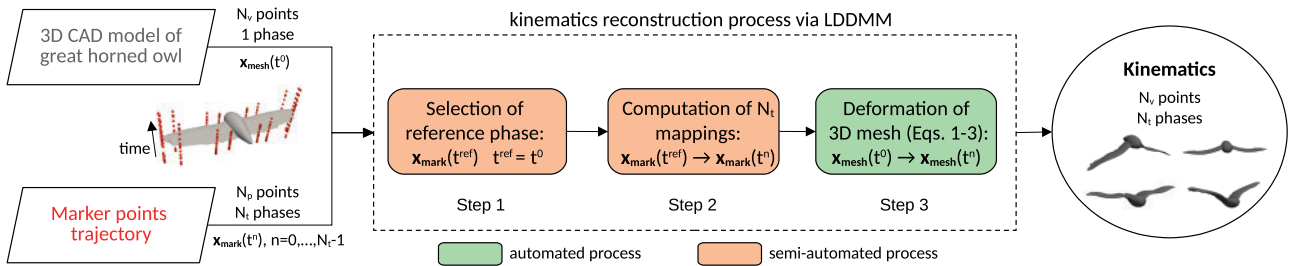 kinematics reconstruction process via LDDMM
3D CAD model of
great horned owl
Nᵥ points
1 phase
x_mesh(t⁰)
time
Marker points
trajectory
Nₚ points
Nₜ phases
x_mark(tⁿ), n=0,...,Nₜ-1
Selection of
reference phase:
x_mark(t^ref) t^ref = t⁰
Step 1
Computation of Nₜ
mappings:
x_mark(t^ref) → x_mark(tⁿ)
Step 2
Deformation of
3D mesh (Eqs. 1-3):
x_mesh(t⁰) → x_mesh(tⁿ)
Step 3
automated process
semi-automated process
Kinematics
Nᵥ points
Nₜ phases